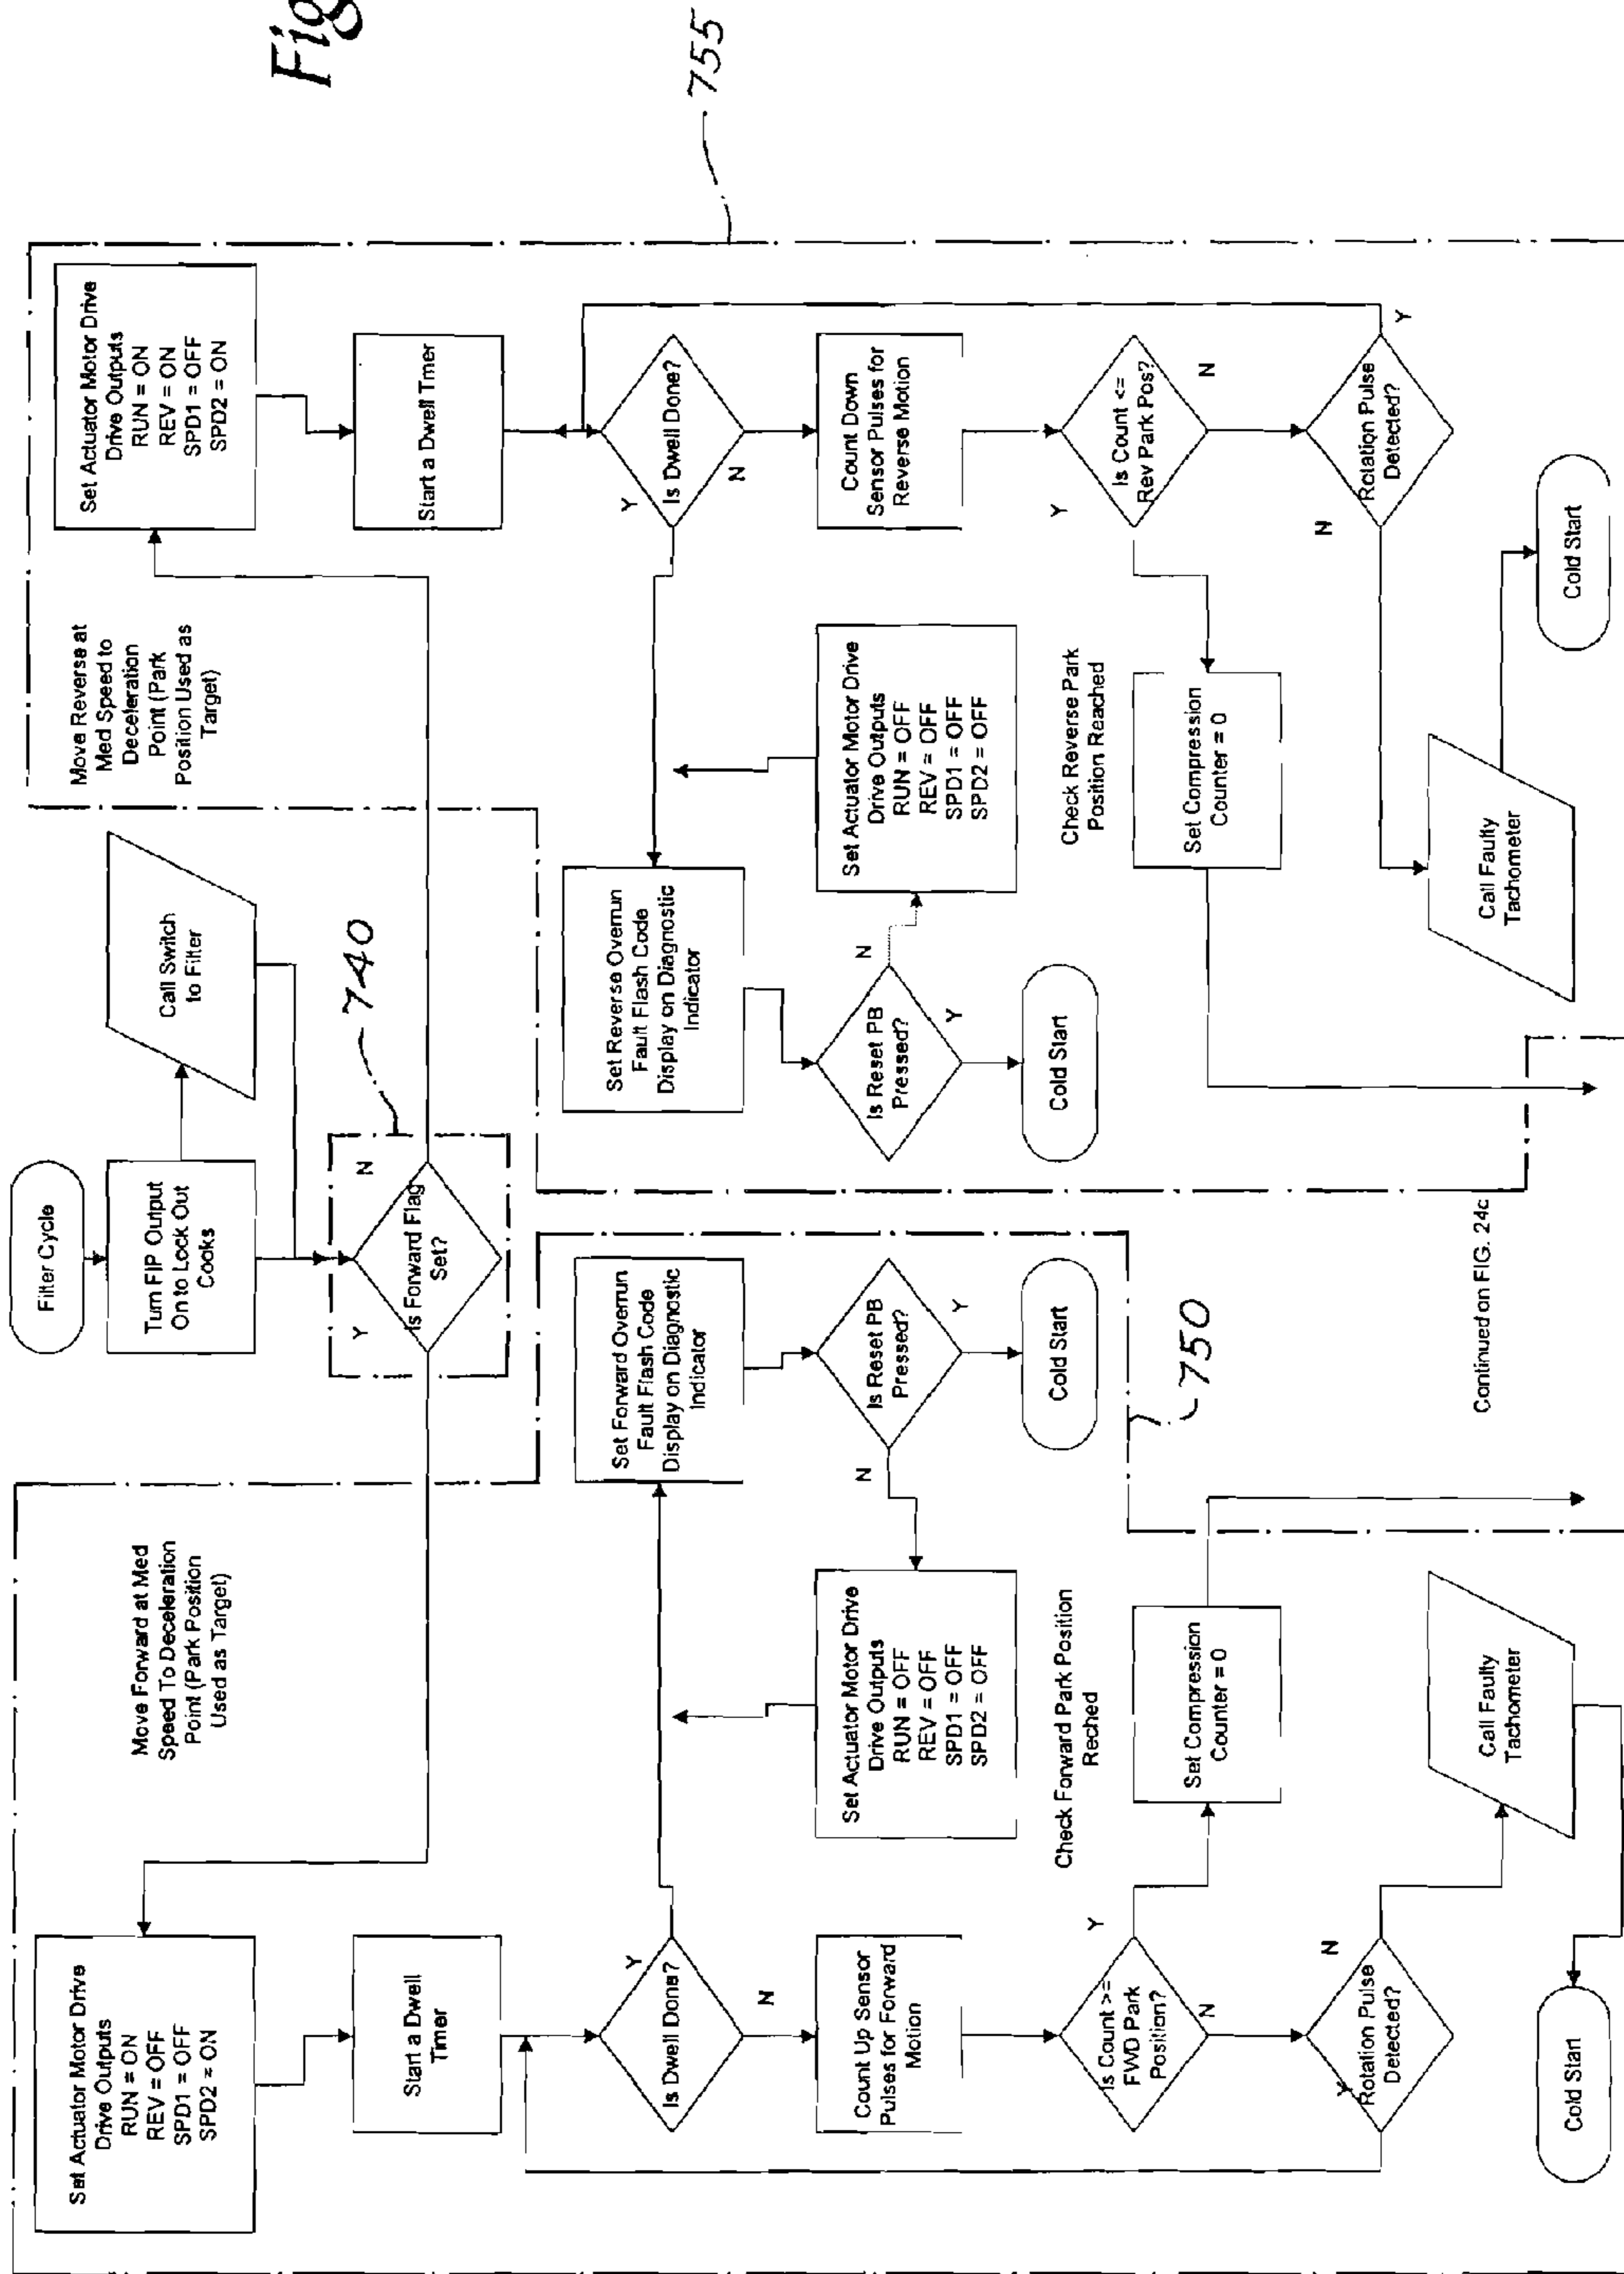 Fig
Filter Cycle
Turn FIP Output
On to Lock Out
Cooks
Call Switch
to Filter
740
Y
N
Is Forward Flag
Set?
750
Move Forward at Med
Speed To Deceleration
Point (Park Position
Used as Target)
Set Actuator Motor Drive
Drive Outputs
RUN = ON
REV = OFF
SPD1 = OFF
SPD2 = ON
Start a Dwell
Timer
Is Dwell Done?
Y
N
Set Forward Overrun
Fault Flash Code
Display on Diagnostic
Indicator
Is Reset PB
Pressed?
N
Y
Cold Start
Set Actuator Motor Drive
Drive Outputs
RUN = OFF
REV = OFF
SPD1 = OFF
SPD2 = OFF
Count Up Sensor
Pulses for Forward
Motion
Check Forward Park Position
Reched
Is Count >=
FWD Park
Position?
Y
N
Set Compression
Counter = 0
Rotation Pulse
Detected?
Y
N
Call Faulty
Tachometer
Cold Start
755
Move Reverse at
Med Speed to
Deceleration
Point (Park
Position Used as
Target)
Set Actuator Motor Drive
Drive Outputs
RUN = ON
REV = ON
SPD1 = OFF
SPD2 = ON
Start a Dwell Tmer
Is Dwell Done?
Y
N
Set Reverse Overrun
Fault Flash Code
Display on Diagnostic
Indicator
Is Reset PB
Pressed?
N
Y
Cold Start
Set Actuator Motor Drive
Drive Outputs
RUN = OFF
REV = OFF
SPD1 = OFF
SPD2 = OFF
Count Down
Sensor Pulses for
Reverse Motion
Check Reverse Park
Position Reached
Is Count <=
Rev Park Pos?
Y
N
Set Compression
Counter = 0
Rotation Pulse
Detected?
N
Y
Call Faulty
Tachometer
Cold Start
Continued on FIG. 24c